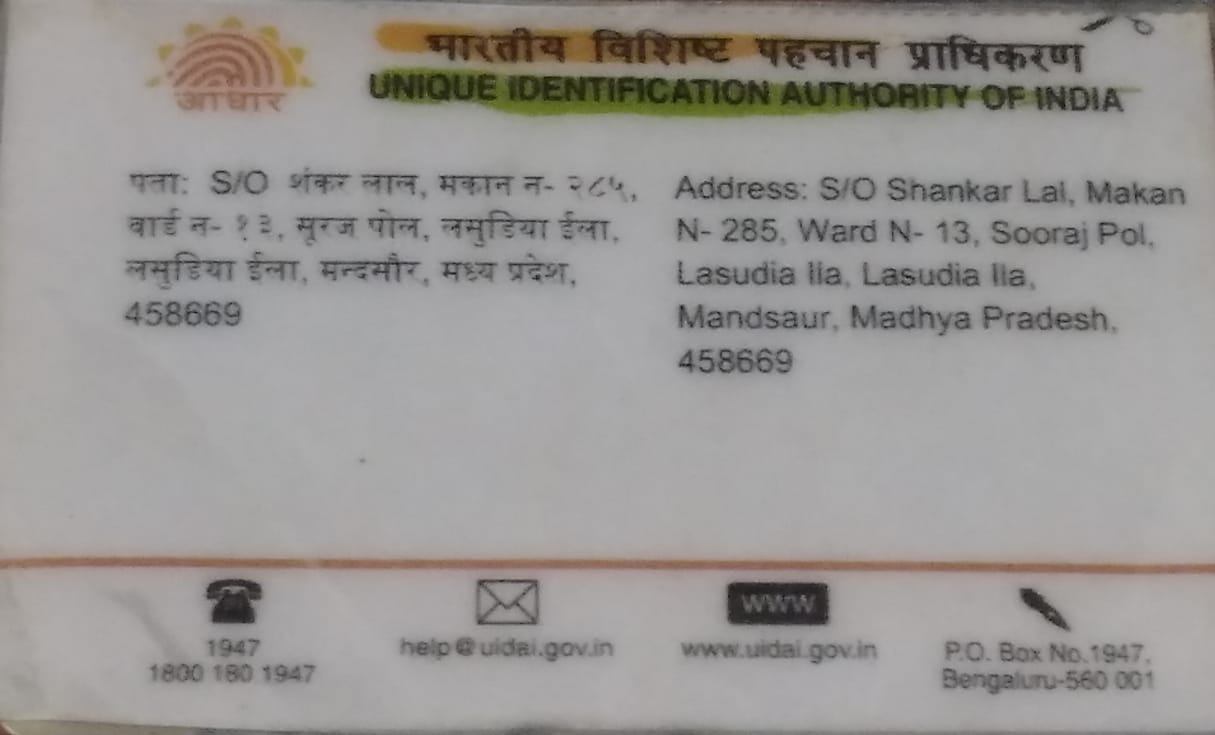 आधार
भारतीय विशिष्ट पहचान प्राधिकरण
UNIQUE IDENTIFICATION AUTHORITY OF INDIA
पता: S/O शंकर लाल, मकान न- २८५,
वार्ड न- १३, सूरज पोल, लसुडिया ईला,
लसुडिया ईला, मन्दसौर, मध्य प्रदेश,
458669
Address: S/O Shankar Lal, Makan
N- 285, Ward N- 13, Sooraj Pol,
Lasudia Ila, Lasudia Ila,
Mandsaur, Madhya Pradesh,
458669
1947
1800 180 1947
help@uidai.gov.in
WWW
www.uidai.gov.in
P.O. Box No.1947,
Bengaluru-560 001